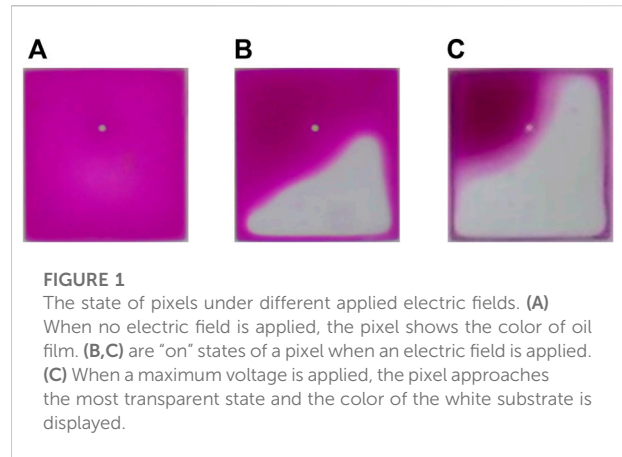 A B C
FIGURE 1
The state of pixels under different applied electric fields. (A)
When no electric field is applied, the pixel shows the color of oil
film. (B,C) are “on” states of a pixel when an electric field is applied.
(C) When a maximum voltage is applied, the pixel approaches
the most transparent state and the color of the white substrate is
displayed.